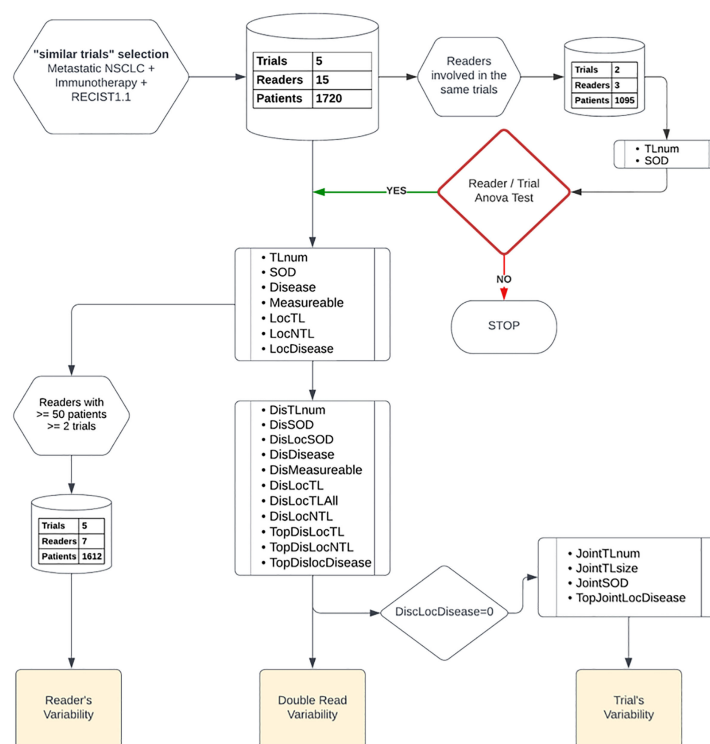 "similar trials" selection
Metastatic NSCLC +
Immunotherapy +
RECIST1.1
Trials 5
Readers 15
Patients 1720
Readers
involved in the
same trials
Trials 2
Readers 3
Patients 1095
• TLnum
• SOD
Reader / Trial
Anova Test
YES
NO
STOP
• TLnum
• SOD
• Disease
• Measureable
• LocTL
• LocNTL
• LocDisease
Readers with
>= 50 patients
>= 2 trials
Trials 5
Readers 7
Patients 1612
• DisTLnum
• DisSOD
• DisLocSOD
• DisDisease
• DisMeasureable
• DisLocTL
• DisLocTLAll
• DisLocNTL
• TopDisLocTL
• TopDisLocNTL
• TopDislocDisease
DiscLocDisease=0
• JointTLnum
• JointTLsize
• JointSOD
• TopJointLocDisease
Reader's
Variability
Double Read
Variability
Trial's
Variability